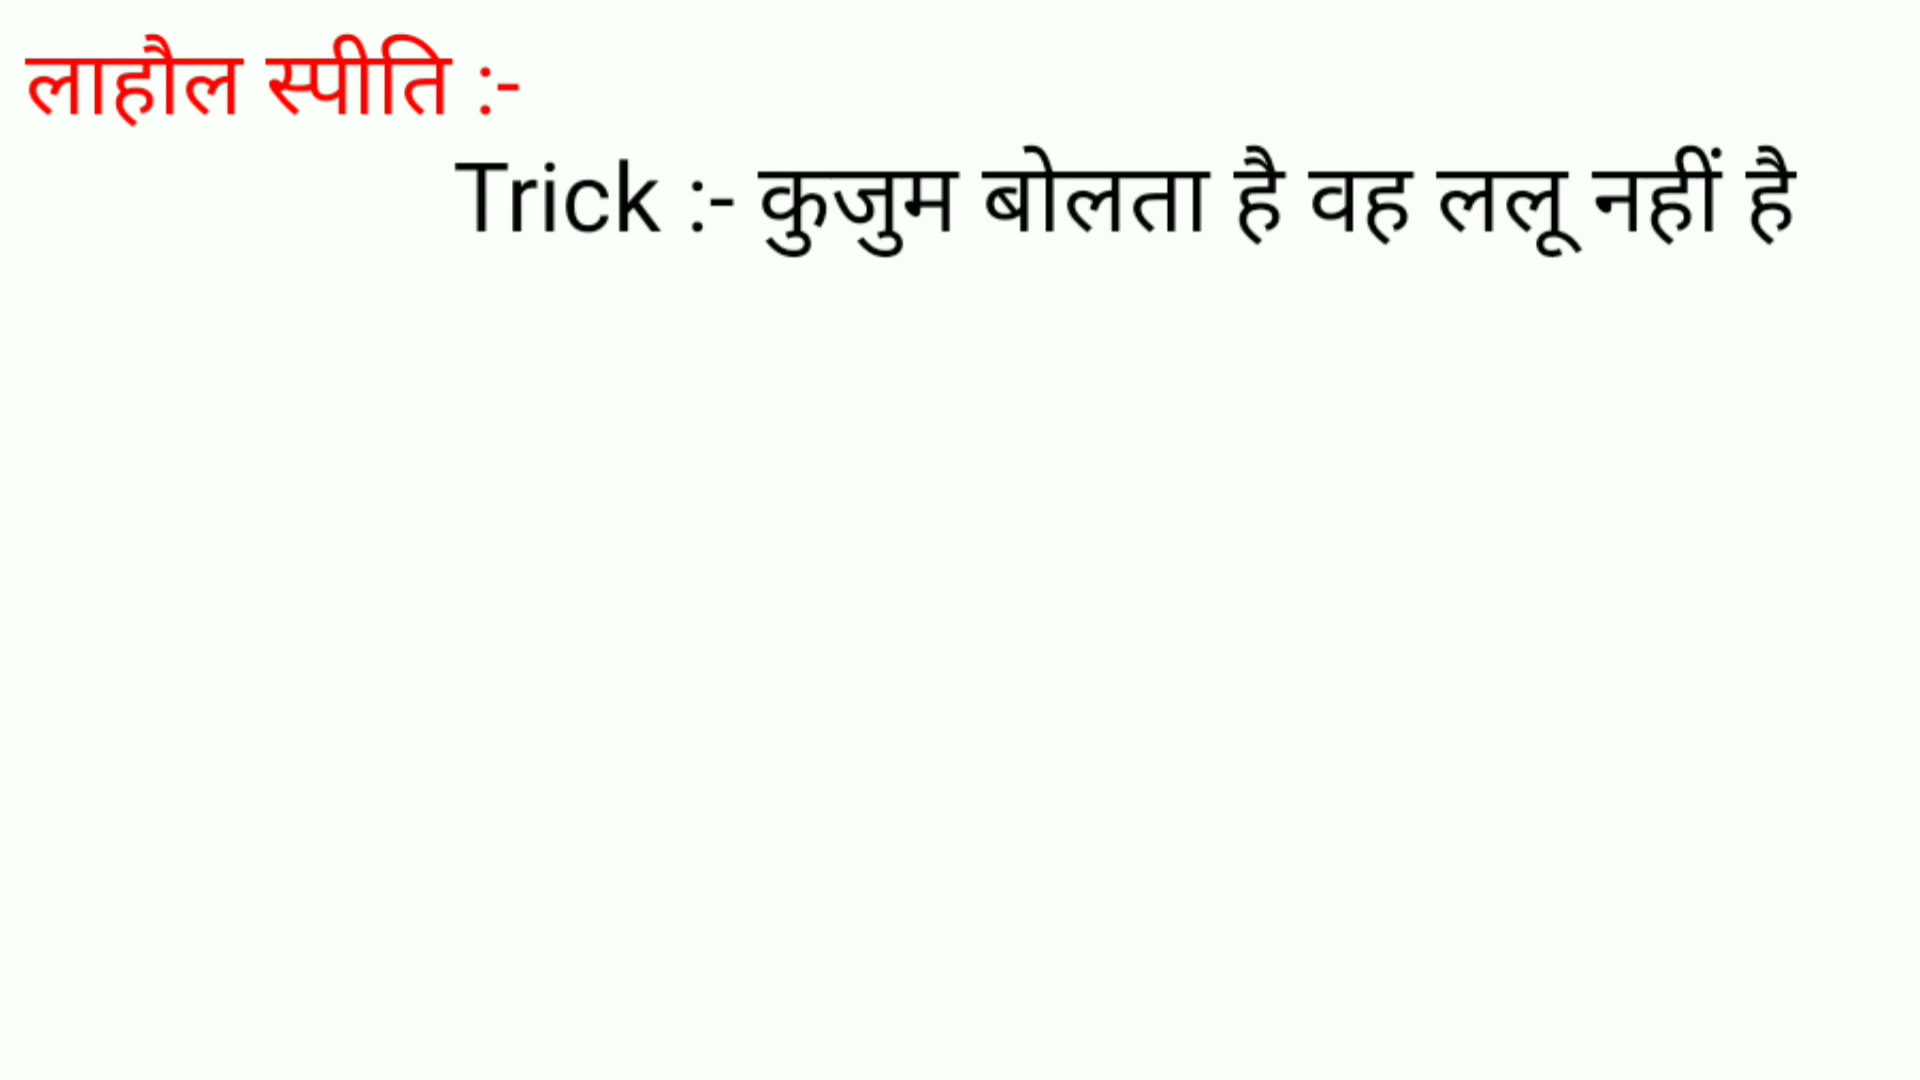 लाहौल स्पीति :-
Trick :- कुजुम बोलता है वह ललू नहीं है